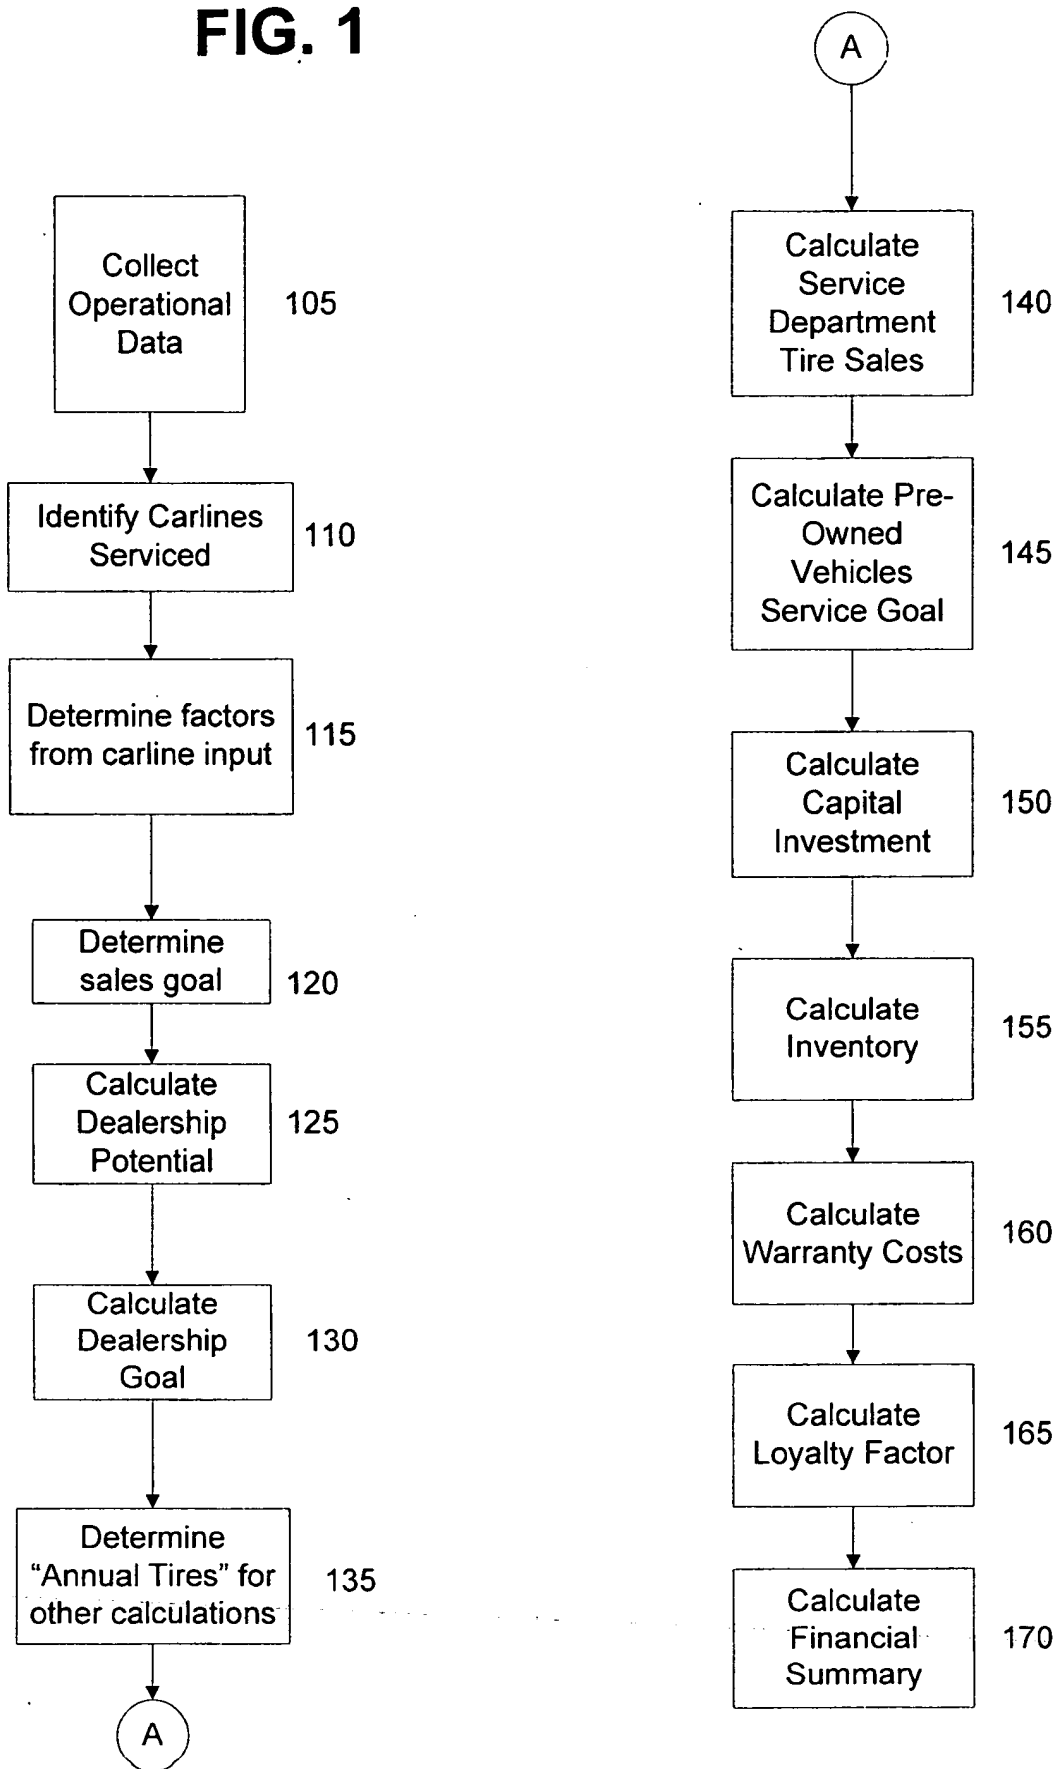 FIG. 1
Collect
Operational
Data
105
Identify Carlines
Serviced
110
Determine factors
from carline input
115
Determine
sales goal
120
Calculate
Dealership
Potential
125
Calculate
Dealership
Goal
130
Determine
“Annual Tires” for
other calculations
135
A
A
Calculate
Service
Department
Tire Sales
140
Calculate Pre-
Owned
Vehicles
Service Goal
145
Calculate
Capital
Investment
150
Calculate
Inventory
155
Calculate
Warranty Costs
160
Calculate
Loyalty Factor
165
Calculate
Financial
Summary
170